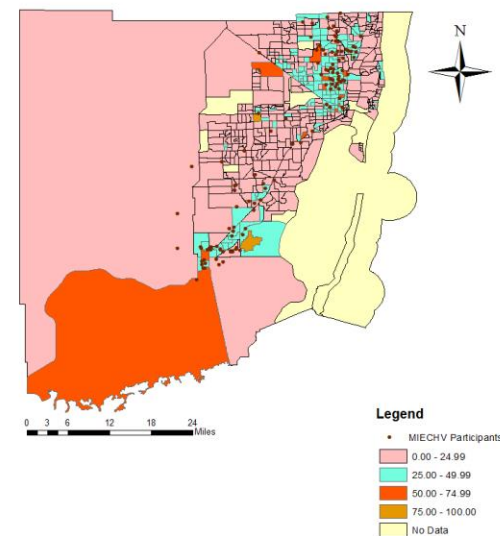 N
0 3 6 12 18 24
Miles
Legend
MIECHV Participants
0.00 - 24.99
25.00 - 49.99
50.00 - 74.99
75.00 - 100.00
No Data